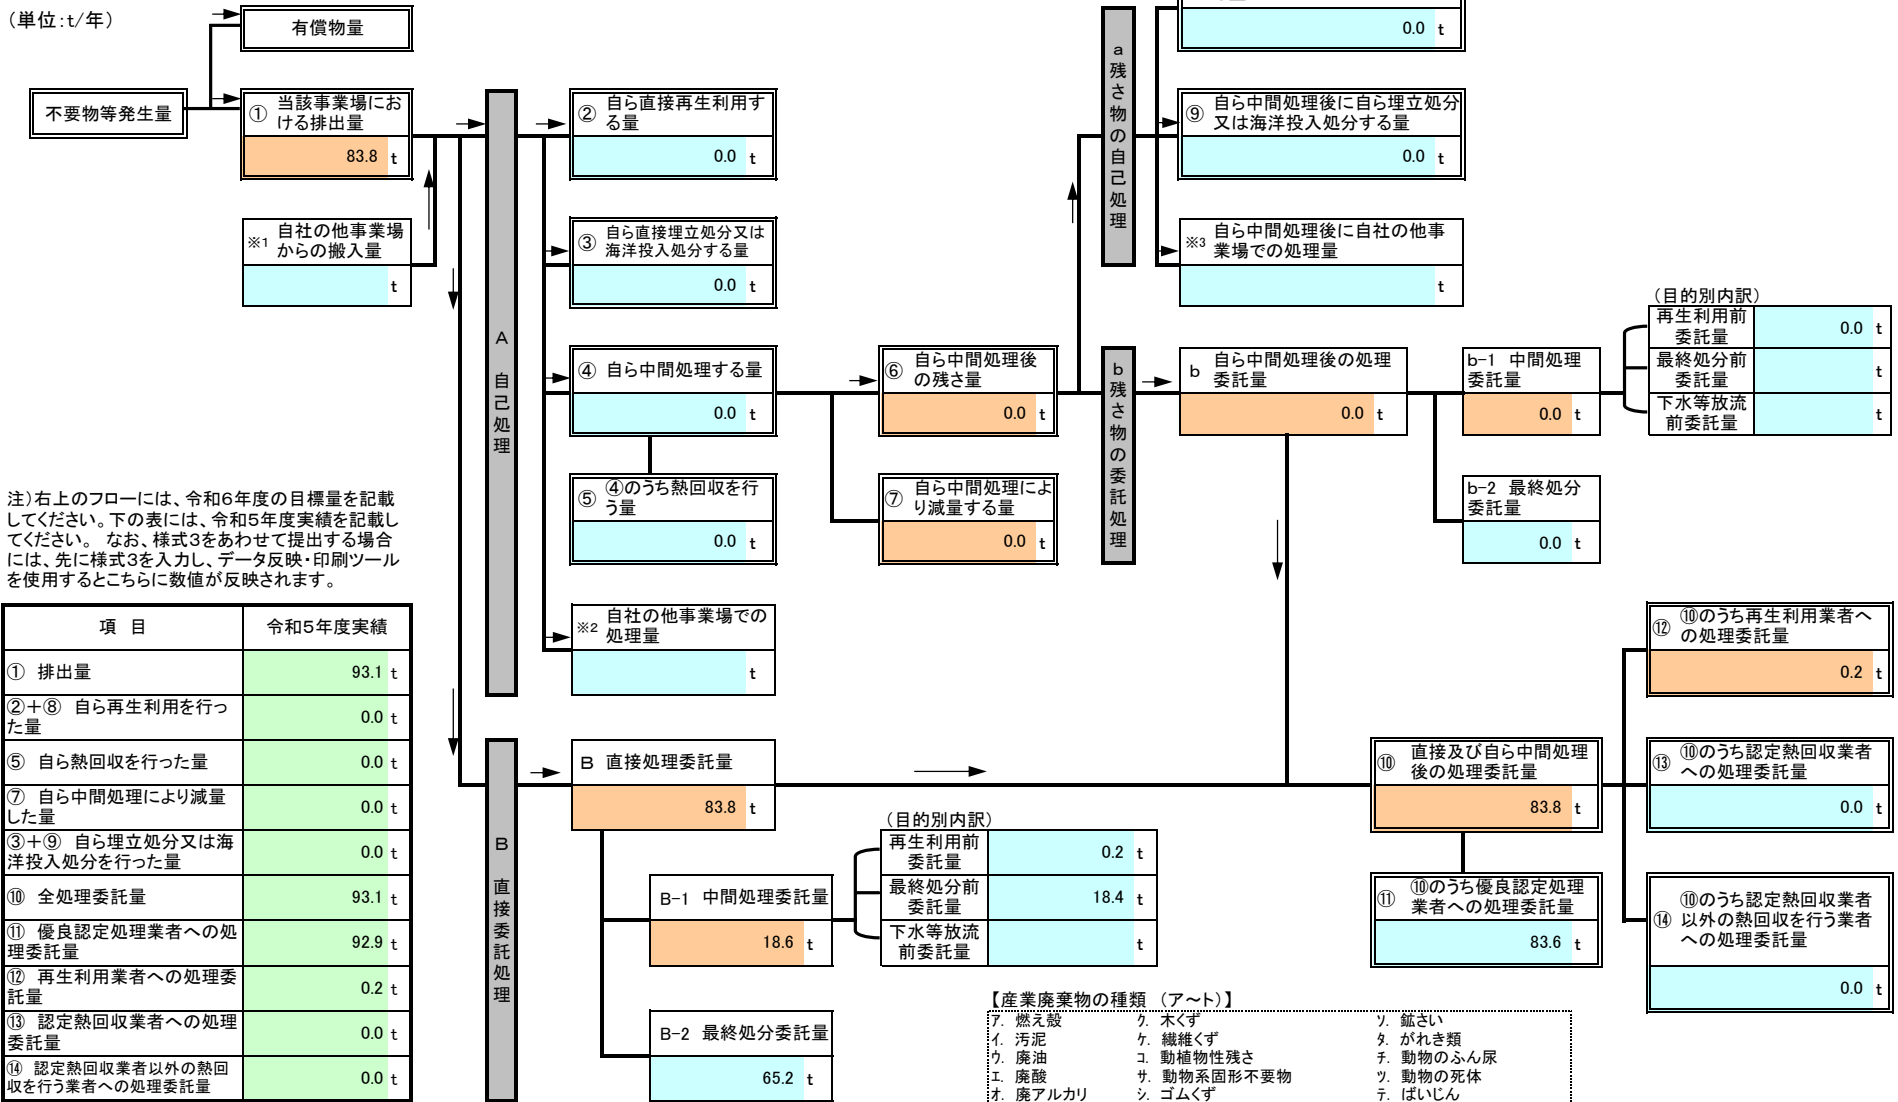 （単位：t/年）
有償物量
不要物等発生量
① 当該事業場にお
ける排出量
83.8 t
※1 自社の他事業場
からの搬入量
t
A 自己処理
② 自ら直接再生利用す
る量
0.0 t
③ 自ら直接埋立処分又は
海洋投入処分する量
0.0 t
④ 自ら中間処理する量
0.0 t
⑤ ④のうち熱回収を行
う量
0.0 t
※2 自社の他事業場での
処理量
t
⑥ 自ら中間処理後
の残さ量
0.0 t
⑦ 自ら中間処理によ
り減量する量
0.0 t
a 残さ物の自己処理
0.0 t
⑨ 自ら中間処理後に自ら埋立処分
又は海洋投入処分する量
0.0 t
※3 自ら中間処理後に自社の他事
業場での処理量
t
b 残さ物の委託処理
b 自ら中間処理後の処理
委託量
0.0 t
b-1 中間処理
委託量
0.0 t
（目的別内訳）
再生利用前
委託量
0.0 t
最終処分前
委託量
t
下水等放流
前委託量
t
b-2 最終処分
委託量
0.0 t
注）右上のフローには、令和６年度の目標量を記載
してください。下の表には、令和５年度実績を記載し
てください。 なお、様式３をあわせて提出する場合
には、先に様式３を入力し、データ反映・印刷ツール
を使用するとこちらに数値が反映されます。
項 目 令和５年度実績
① 排出量 93.1 t
②＋⑧ 自ら再生利用を行っ
た量 0.0 t
⑤ 自ら熱回収を行った量 0.0 t
⑦ 自ら中間処理により減量
した量 0.0 t
③＋⑨ 自ら埋立処分又は海
洋投入処分を行った量 0.0 t
⑩ 全処理委託量 93.1 t
⑪ 優良認定処理業者への処
理委託量 92.9 t
⑫ 再生利用業者への処理委
託量 0.2 t
⑬ 認定熱回収業者への処理
委託量 0.0 t
⑭ 認定熱回収業者以外の熱回
収を行う業者への処理委託量 0.0 t
B 直接委託処理
B 直接処理委託量
83.8 t
B-1 中間処理委託量
18.6 t
（目的別内訳）
再生利用前
委託量
0.2 t
最終処分前
委託量
18.4 t
下水等放流
前委託量
t
B-2 最終処分委託量
65.2 t
⑩ 直接及び自ら中間処理
後の処理委託量
83.8 t
⑪ ⑩のうち優良認定処理
業者への処理委託量
83.6 t
⑫ ⑩のうち再生利用業者へ
の処理委託量
0.2 t
⑬ ⑩のうち認定熱回収業者
への処理委託量
0.0 t
⑭ ⑩のうち認定熱回収業者
以外の熱回収を行う業者
への処理委託量
0.0 t
【産業廃棄物の種類 （ア～ト）】
ア. 燃え殻 ク. 木くず ソ. 鉱さい
イ. 汚泥 ケ. 繊維くず タ. がれき類
ウ. 廃油 コ. 動植物性残さ チ. 動物のふん尿
エ. 廃酸 サ. 動物系固形不要物 ツ. 動物の死体
オ. 廃アルカリ シ. ゴムくず テ. ばいじん